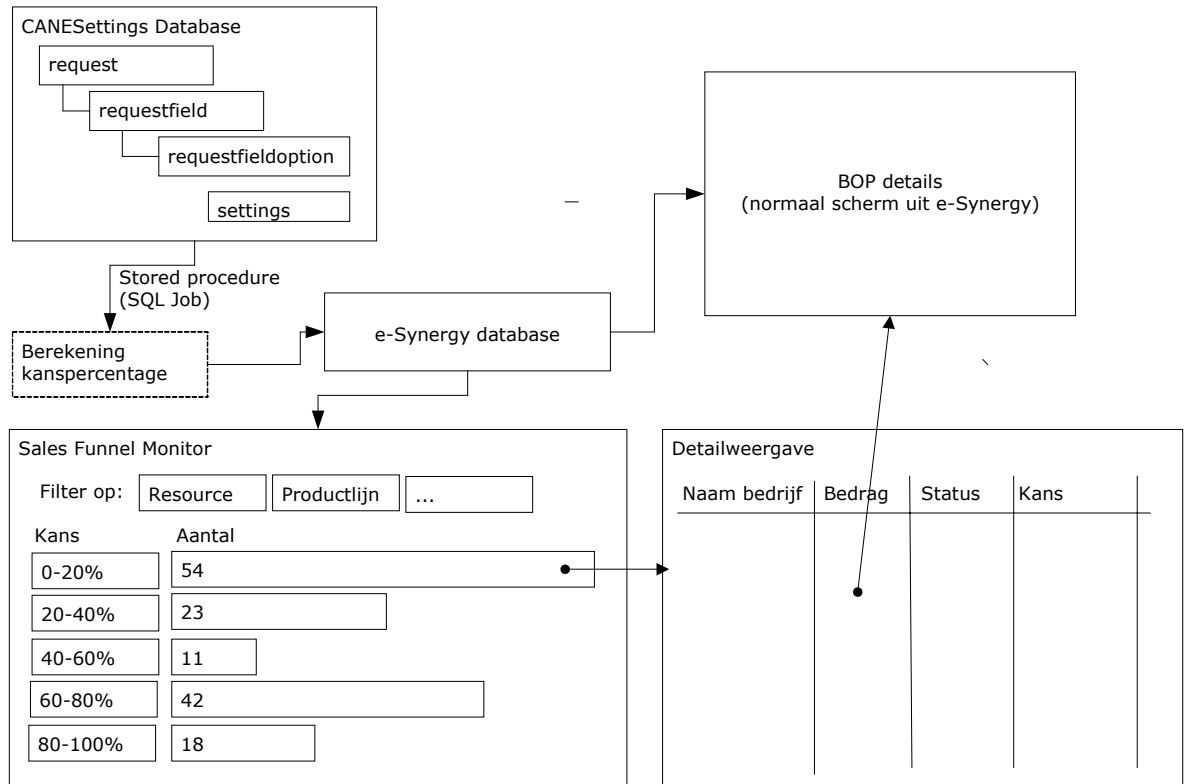 CANESettings Database
request
requestfield
requestfieldoption
settings
Stored procedure
(SQL Job)
Berekening
kanspercentage
e-Synergy database
BOP details
(normaal scherm uit e-Synergy)
Sales Funnel Monitor
Filter op: Resource Productlijn ...
Kans Aantal
0-20% 54
20-40% 23
40-60% 11
60-80% 42
80-100% 18
Detailweergave
Naam bedrijf Bedrag Status Kans